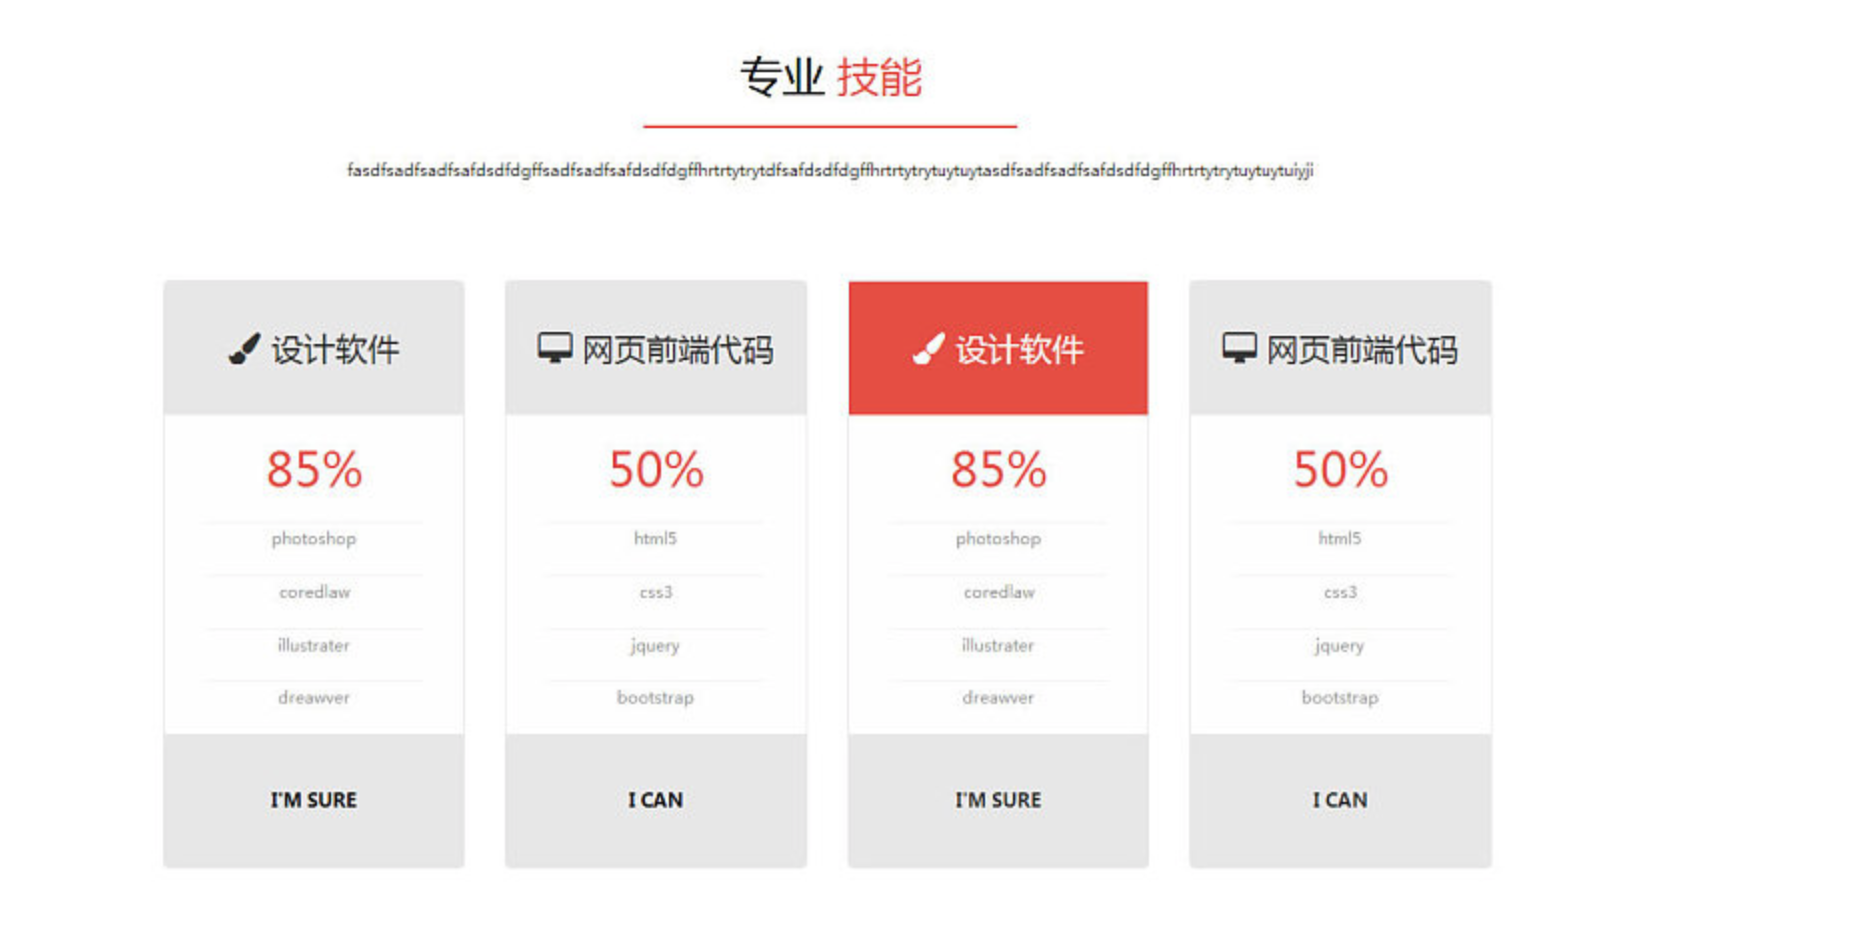 专业 技能
fasdfsadfsadfsafdsdfdgffsadfsadfsafdsdfdgffhrtrtytrytdfsafdsdfdgffhrtrtytrytuytuytasdfsadfsadfsafdsdfdgffhrtrtytrytuytuytuiyji
设计软件
85%
photoshop
coredlaw
illustrater
dreawver
I'M SURE
网页前端代码
50%
html5
css3
jquery
bootstrap
I CAN
设计软件
85%
photoshop
coredlaw
illustrater
dreawver
I'M SURE
网页前端代码
50%
html5
css3
jquery
bootstrap
I CAN